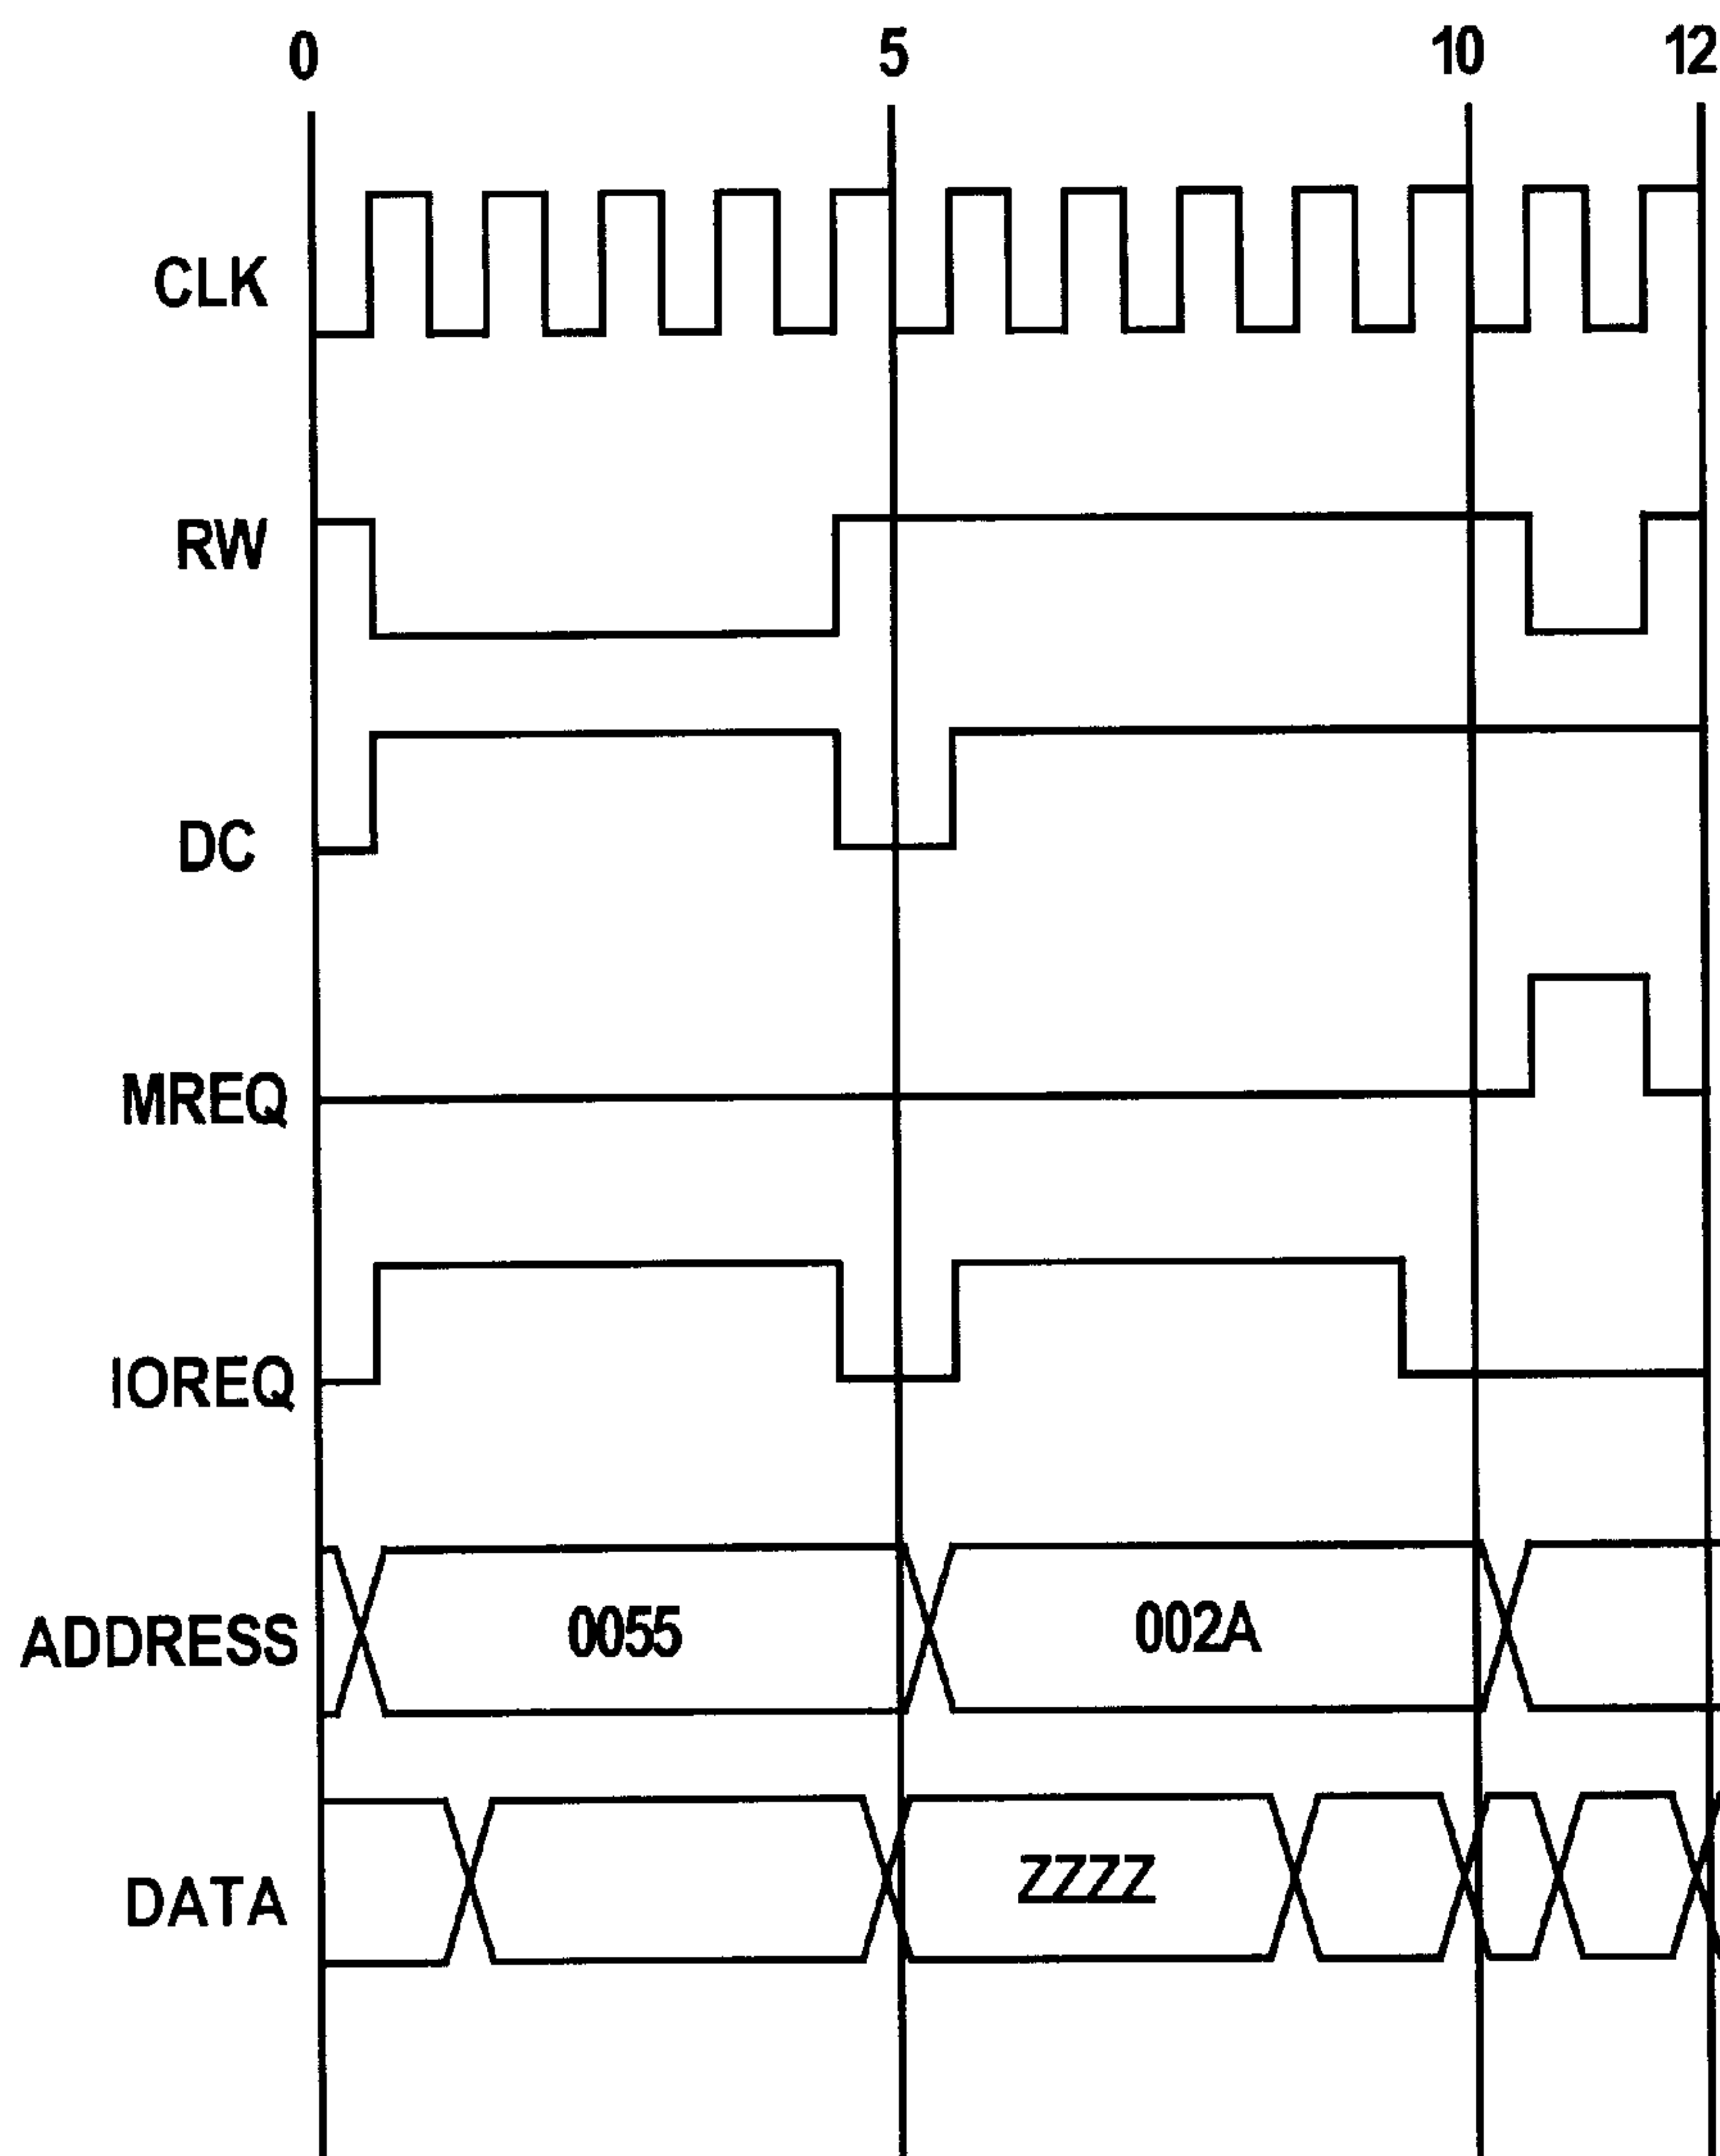 0 5 10 12
CLK
RW
DC
MREQ
IOREQ
ADDRESS 0055 002A
DATA ZZZZ